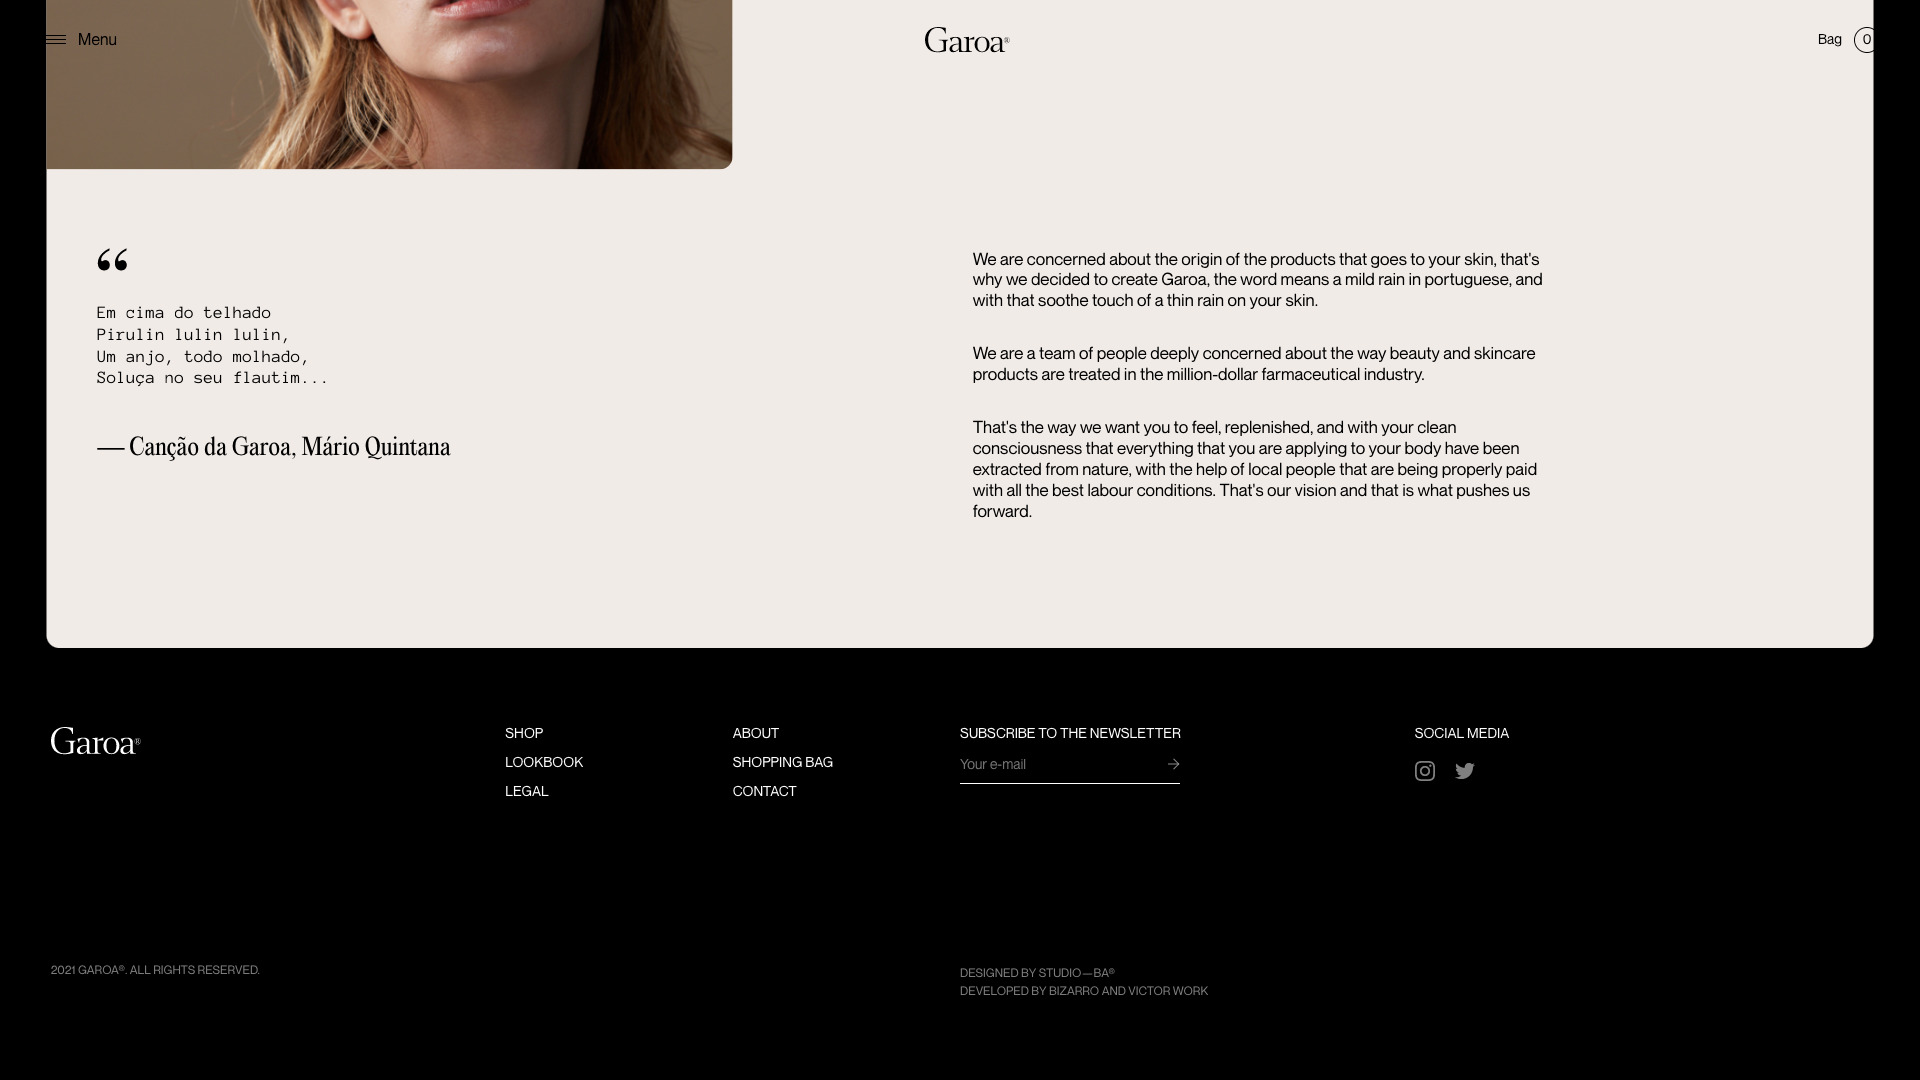 Menu
Garoa®
Bag 0
“
Em cima do telhado
Pirulin lulin lulin,
Um anjo, todo molhado,
Soluça no seu flautim...
— Canção da Garoa, Mário Quintana
We are concerned about the origin of the products that goes to your skin, that's
why we decided to create Garoa, the word means a mild rain in portuguese, and
with that soothe touch of a thin rain on your skin.
We are a team of people deeply concerned about the way beauty and skincare
products are treated in the million-dollar farmaceutical industry.
That's the way we want you to feel, replenished, and with your clean
consciousness that everything that you are applying to your body have been
extracted from nature, with the help of local people that are being properly paid
with all the best labour conditions. That's our vision and that is what pushes us
forward.
Garoa®
SHOP
LOOKBOOK
LEGAL
ABOUT
SHOPPING BAG
CONTACT
SUBSCRIBE TO THE NEWSLETTER
Your e-mail
SOCIAL MEDIA
2021 GAROA®. ALL RIGHTS RESERVED.
DESIGNED BY STUDIO—BA®
DEVELOPED BY BIZARRO AND VICTOR WORK